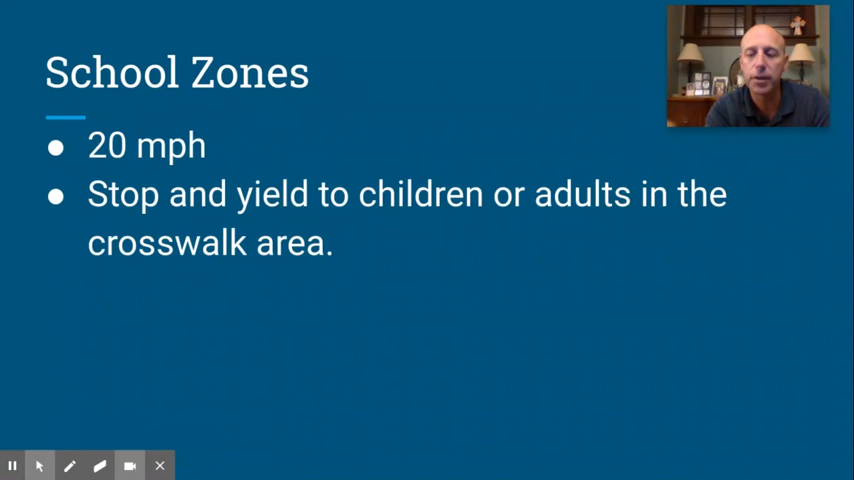 School Zones
● 20 mph
● Stop and yield to children or adults in the
crosswalk area.